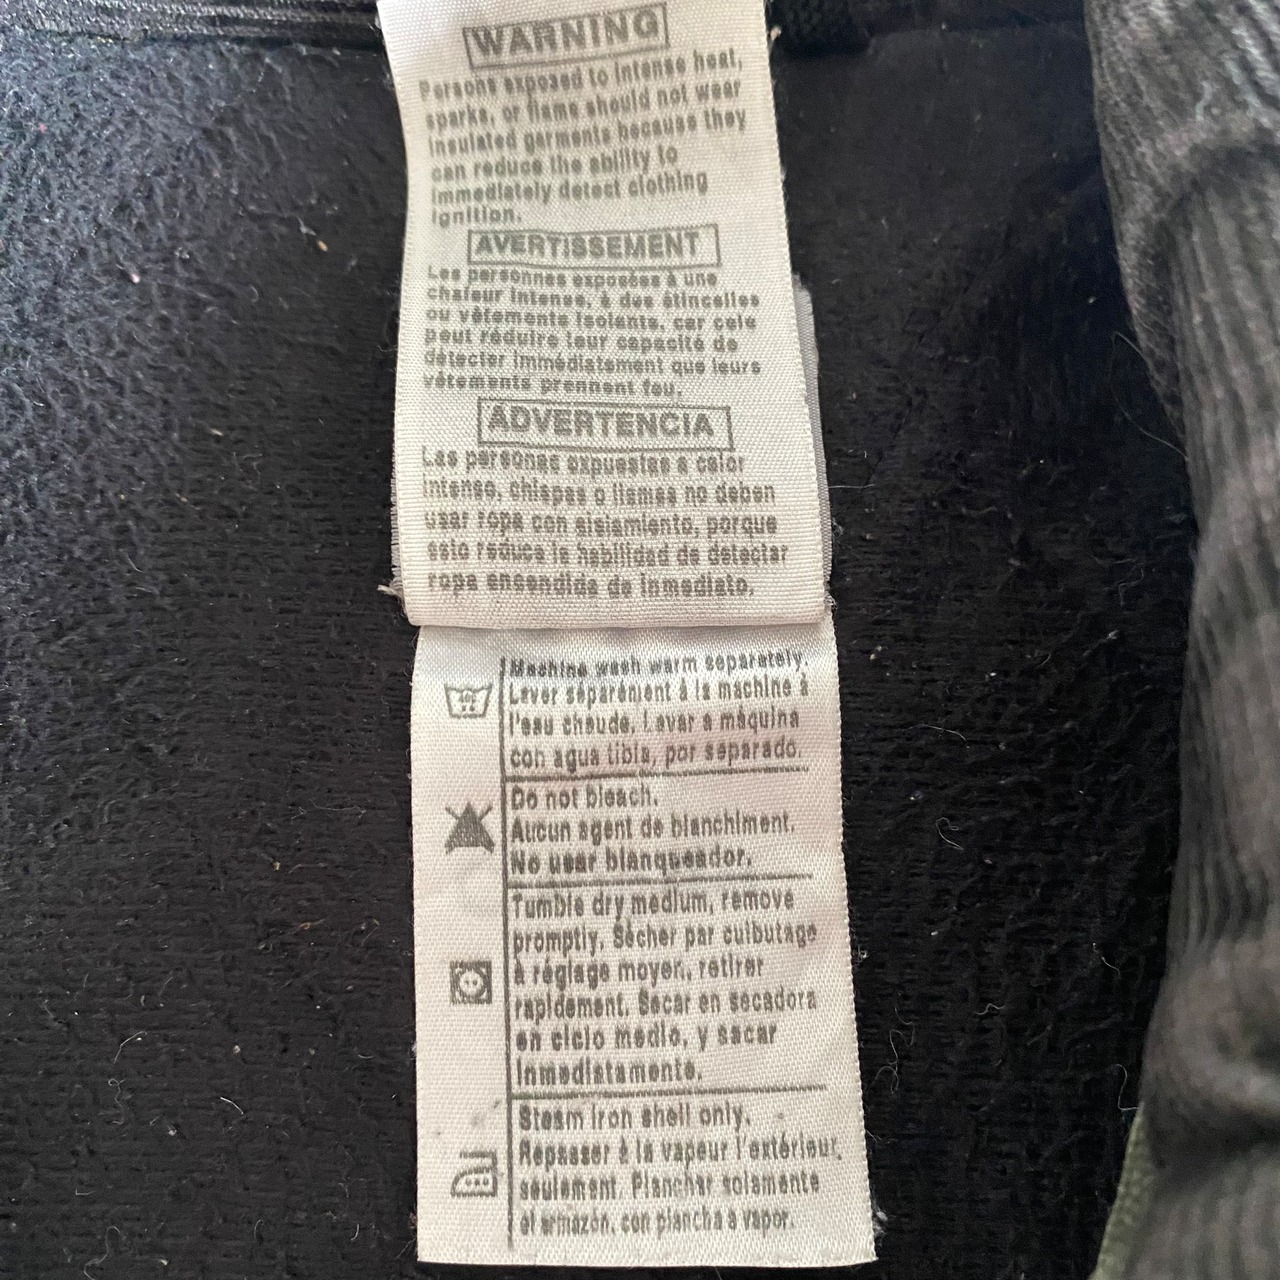 WARNING
Persons exposed to intense heat,
sparks, or flame should not wear
insulated garments because they
can reduce the ability to
immediately detect clothing
ignition.
AVERTISSEMENT
Les personnes exposées à une
chaleur intense, à des étincelles
ou vêtements isolants, car cela
peut réduire leur capacité de
détecter immédiatement que leurs
vêtements prennent feu.
ADVERTENCIA
Las personas expuestas a calor
intenso, chispas o llamas no deben
usar ropa con aislamiento, porque
esto reduce la habilidad de detectar
ropa encendida de inmediato.
Machine wash warm separately.
Laver séparément à la machine à
l'eau chaude. Lavar a máquina
con agua tibia, por separado.
Do not bleach.
Aucun agent de blanchiment.
No usar blanqueador.
Tumble dry medium, remove
promptly. Sécher par culbutage
à réglage moyen, retirer
rapidement. Secar en secadora
en ciclo medio, y sacar
inmediatamente.
Steam iron shell only.
Repasser à la vapeur l'extérieur
seulement. Planchar solamente
el armazón, con plancha a vapor.